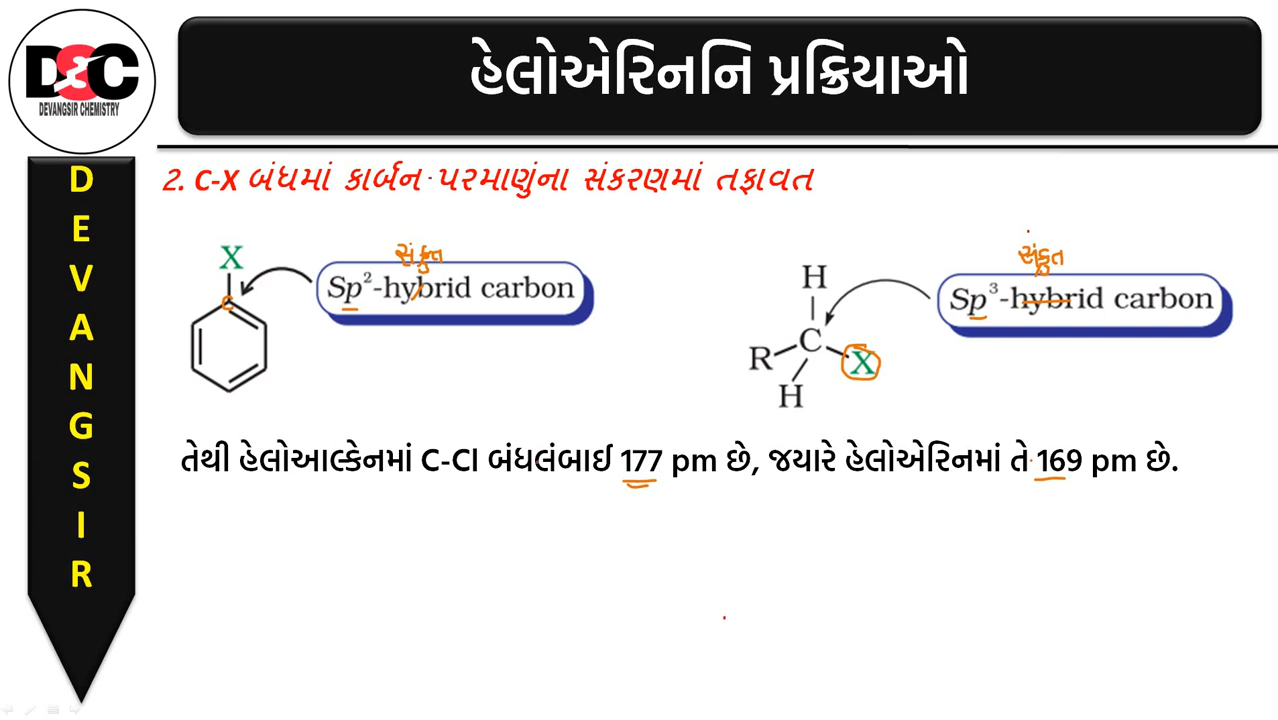 D&C
DEVANGSIR CHEMISTRY
હેલોએરિનનિ પ્રક્રિયાઓ
D
E
V
A
N
G
S
I
R
2. C-X બંધમાં કાર્બન પરમાણુંના સંકરણમાં તફાવત
સંકૃત
X
C
Sp²-hybrid carbon
સંકૃત
H
Sp³-hybrid carbon
R
C
X
H
તેથી હેલોઆલ્કેનમાં C-Cl બંધલંબાઈ 177 pm છે, જયારે હેલોએરિનમાં તે 169 pm છે.